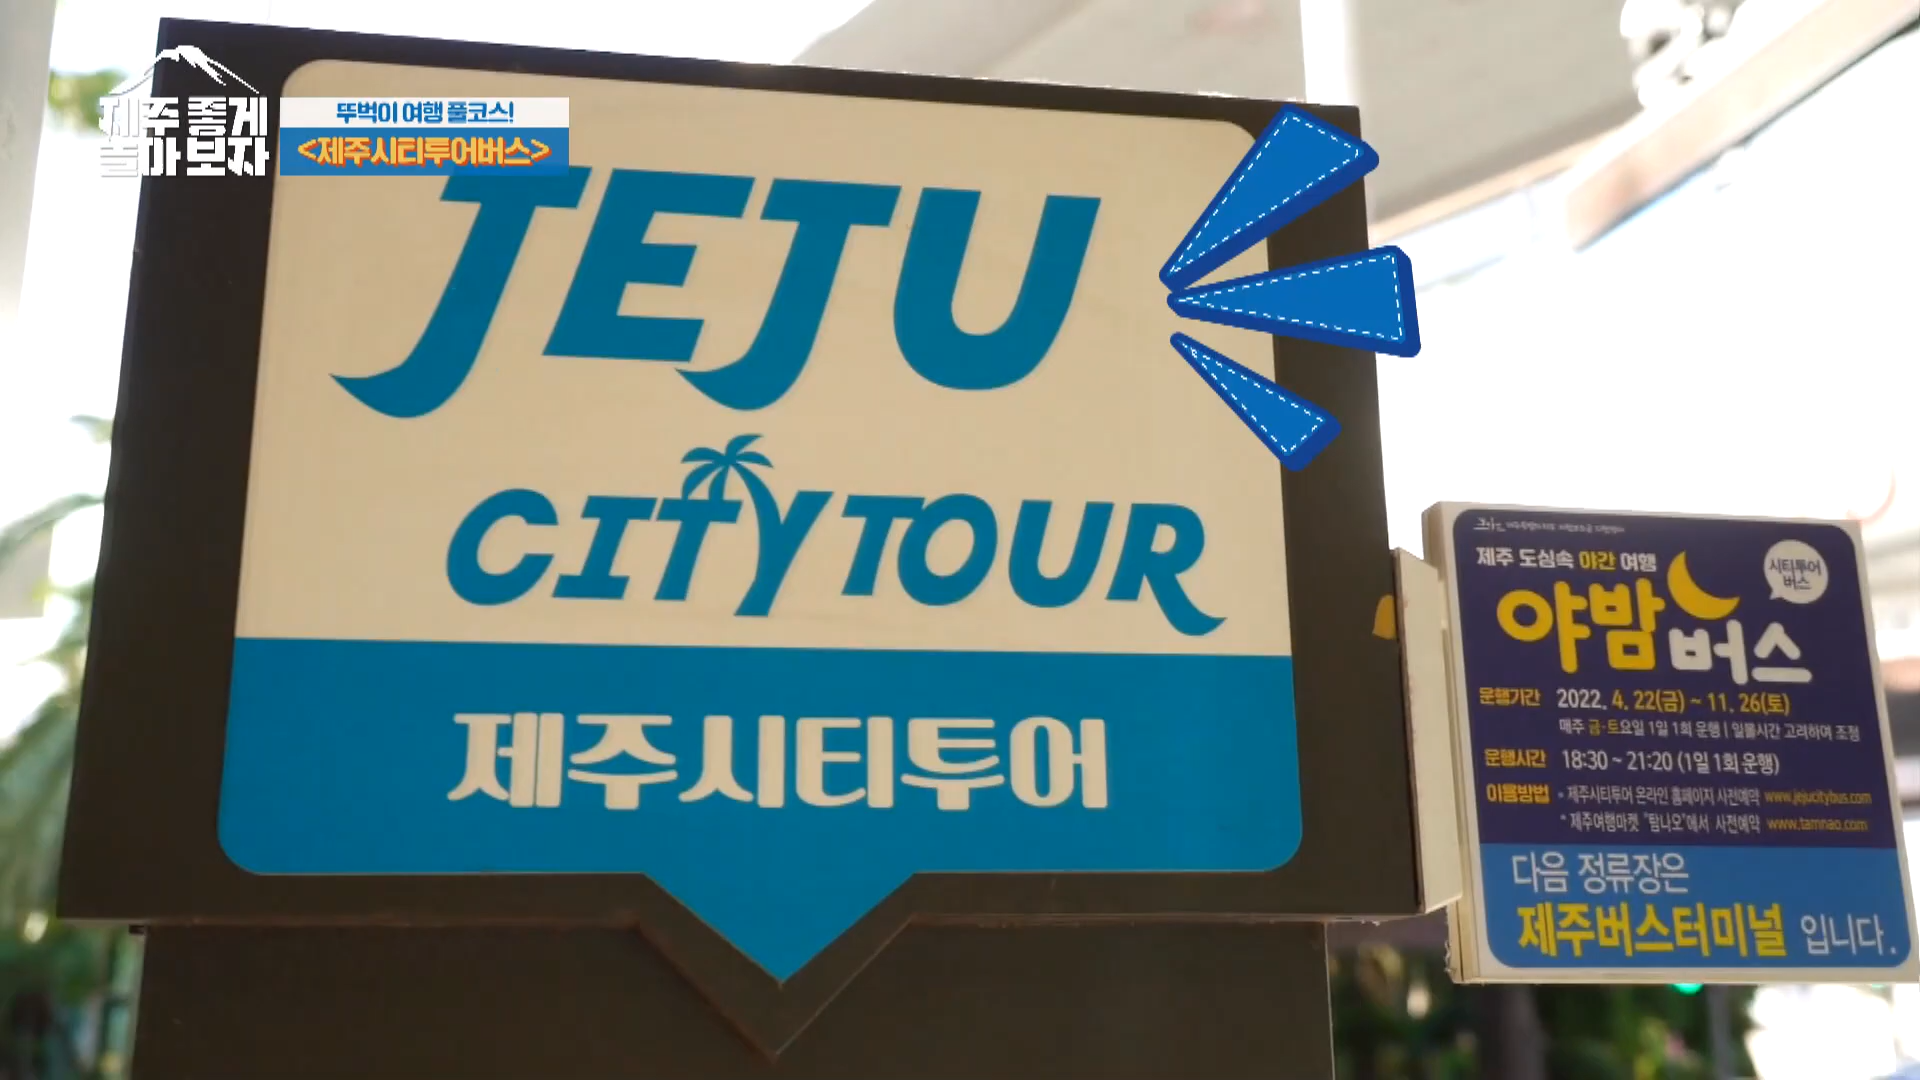 제주 좋게
놀아 보자
뚜벅이 여행 풀코스!
<제주시티투어버스>
JEJU
CITY TOUR
제주시티투어
제주 도심속 야간 여행
시티투어
버스
야밤버스
운행기간 2022. 4. 22(금) ~ 11. 26(토)
매주 금·토요일 1일 1회 운행 | 일몰시간 고려하여 조정
운행시간 18:30 ~ 21:20 (1일 1회 운행)
이용방법 * 제주시티투어 온라인 홈페이지 사전예약 www.jejucitybus.com
* 제주여행마켓 "탐나오"에서 사전예약 www.tamnao.com
다음 정류장은
제주버스터미널 입니다.